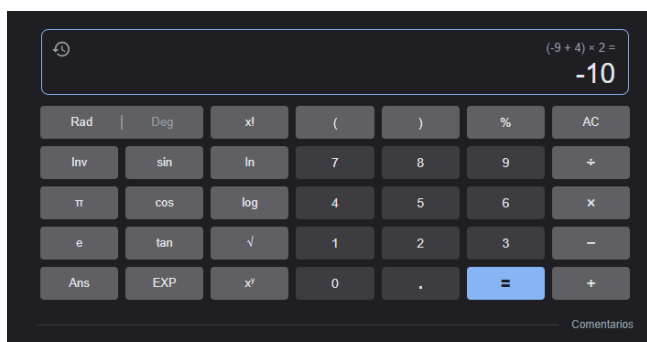 (-9 + 4) × 2 =
-10
Rad | Deg x! ( ) % AC
Inv sin ln 7 8 9 ÷
π cos log 4 5 6 ×
e tan √ 1 2 3 −
Ans EXP xʸ 0 . = +
Comentarios